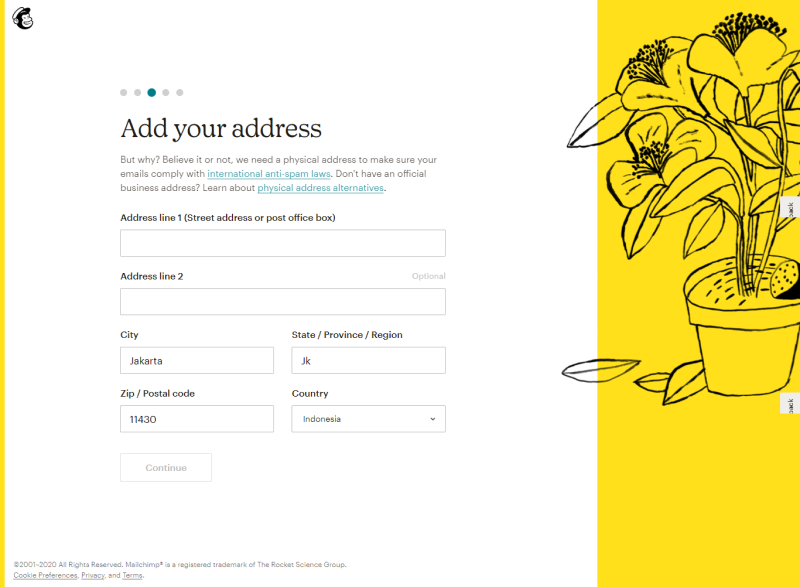 Add your address
But why? Believe it or not, we need a physical address to make sure your
emails comply with international anti-spam laws. Don't have an official
business address? Learn about physical address alternatives.
Address line 1 (Street address or post office box)
Address line 2 Optional
City State / Province / Region
Jakarta Jk
Zip / Postal code Country
11430 Indonesia
Continue
©2001–2020 All Rights Reserved. Mailchimp® is a registered trademark of The Rocket Science Group.
Cookie Preferences, Privacy, and Terms.